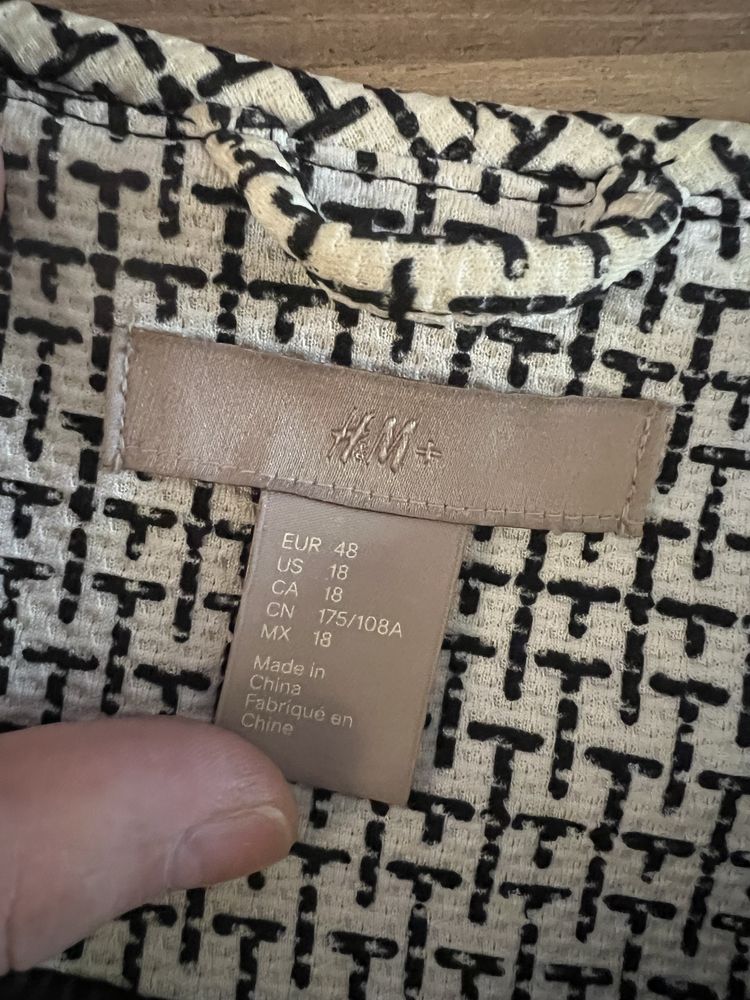 H&M+
EUR 48
US 18
CA 18
CN 175/108A
MX 18
Made in
China
Fabriqué en
Chine